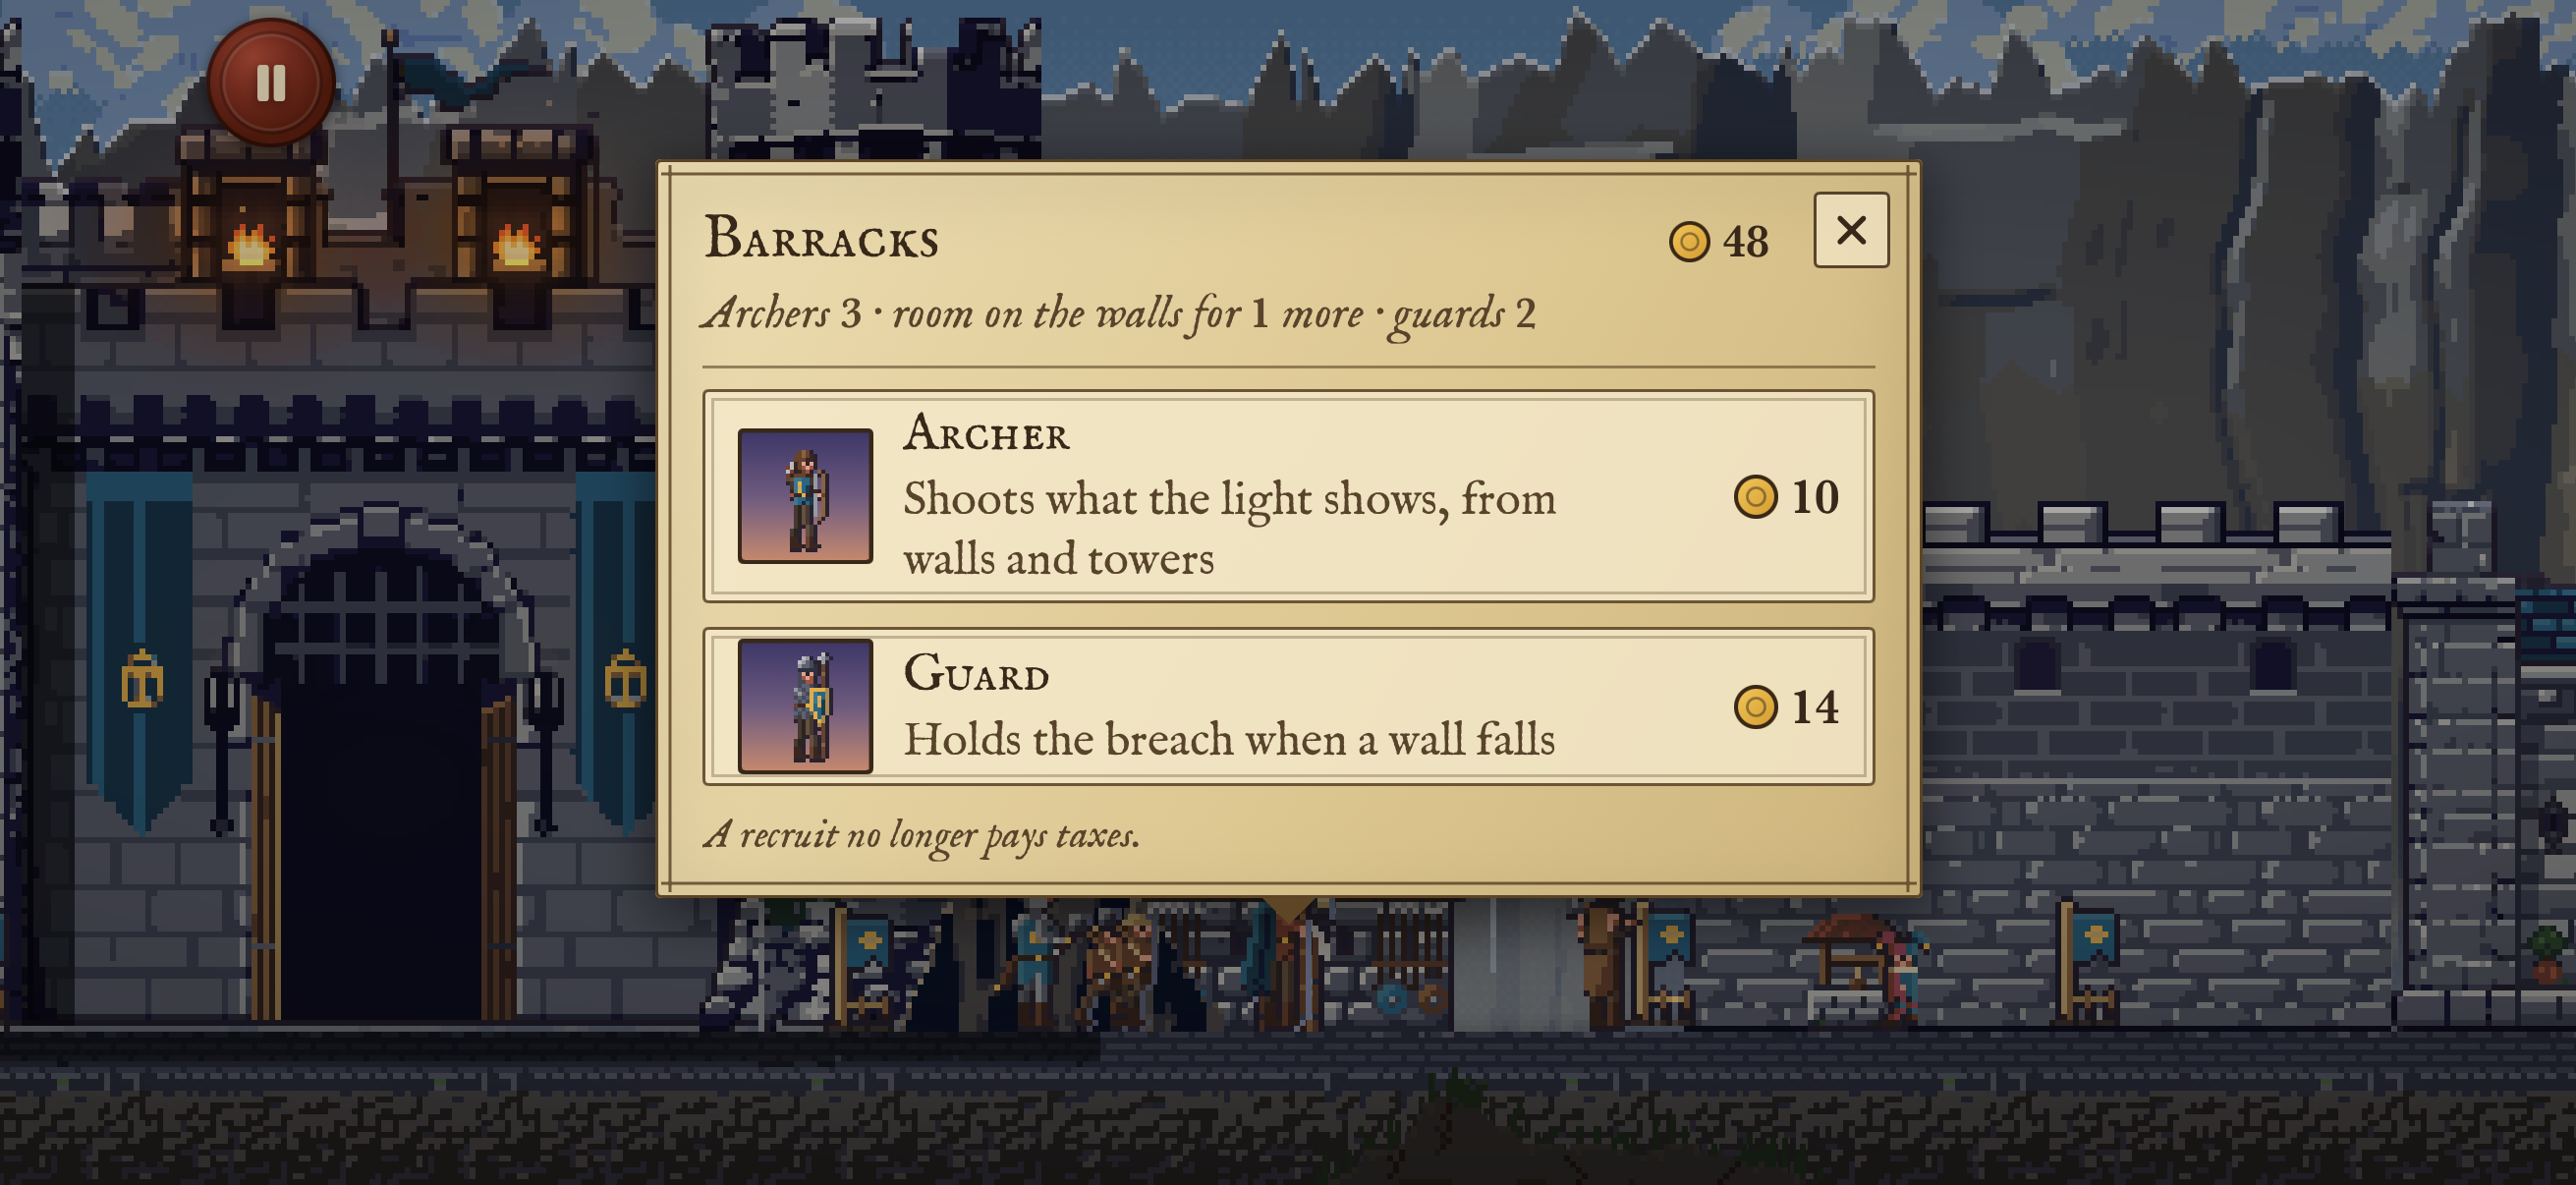 Barracks
48
Archers 3 · room on the walls for 1 more · guards 2
Archer
Shoots what the light shows, from
walls and towers
10
Guard
Holds the breach when a wall falls
14
A recruit no longer pays taxes.